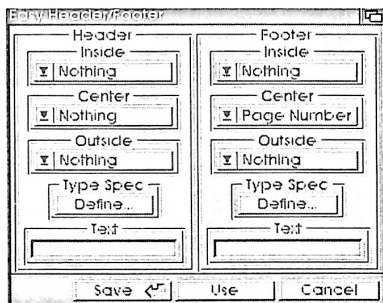 Easy Header/Footer
Header
Inside
Nothing
Center
Nothing
Outside
Nothing
Type Spec
Define...
Text
Footer
Inside
Nothing
Center
Page Number
Outside
Nothing
Type Spec
Define...
Text
Save
Use
Cancel